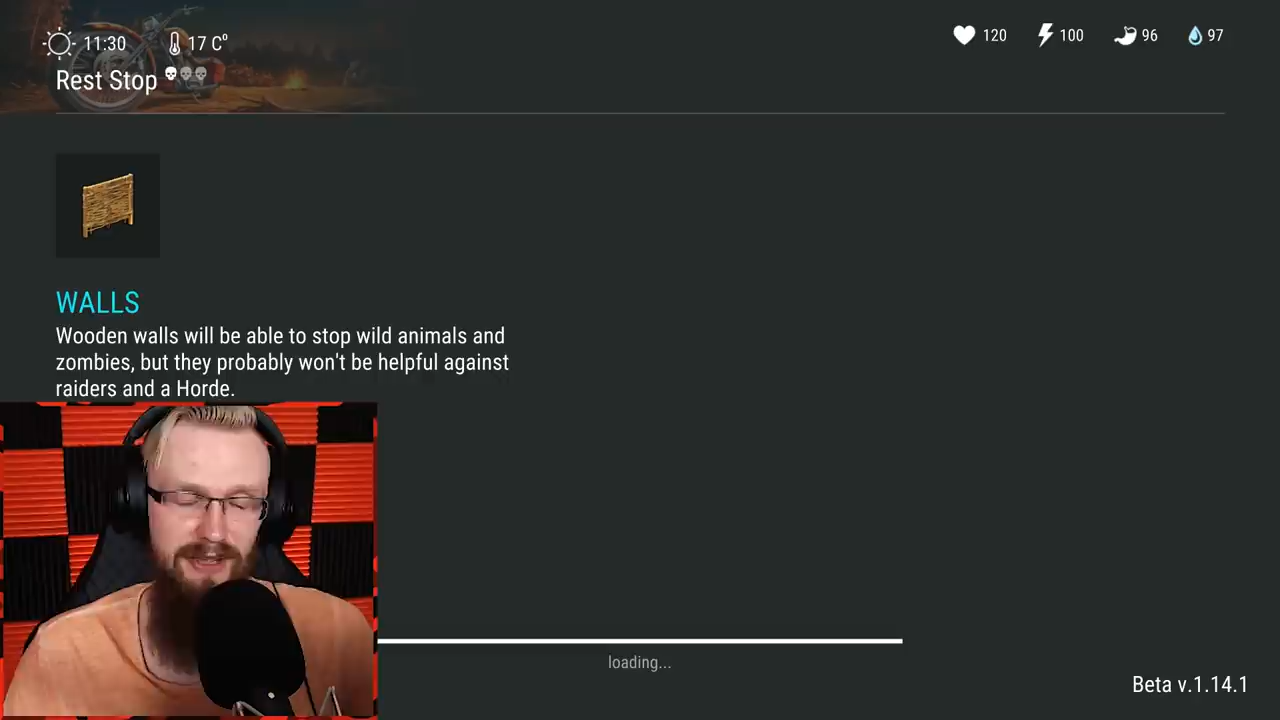 11:30 17 C° 120 100 96 97
Rest Stop
WALLS
Wooden walls will be able to stop wild animals and
zombies, but they probably won't be helpful against
raiders and a Horde.
loading...
Beta v.1.14.1